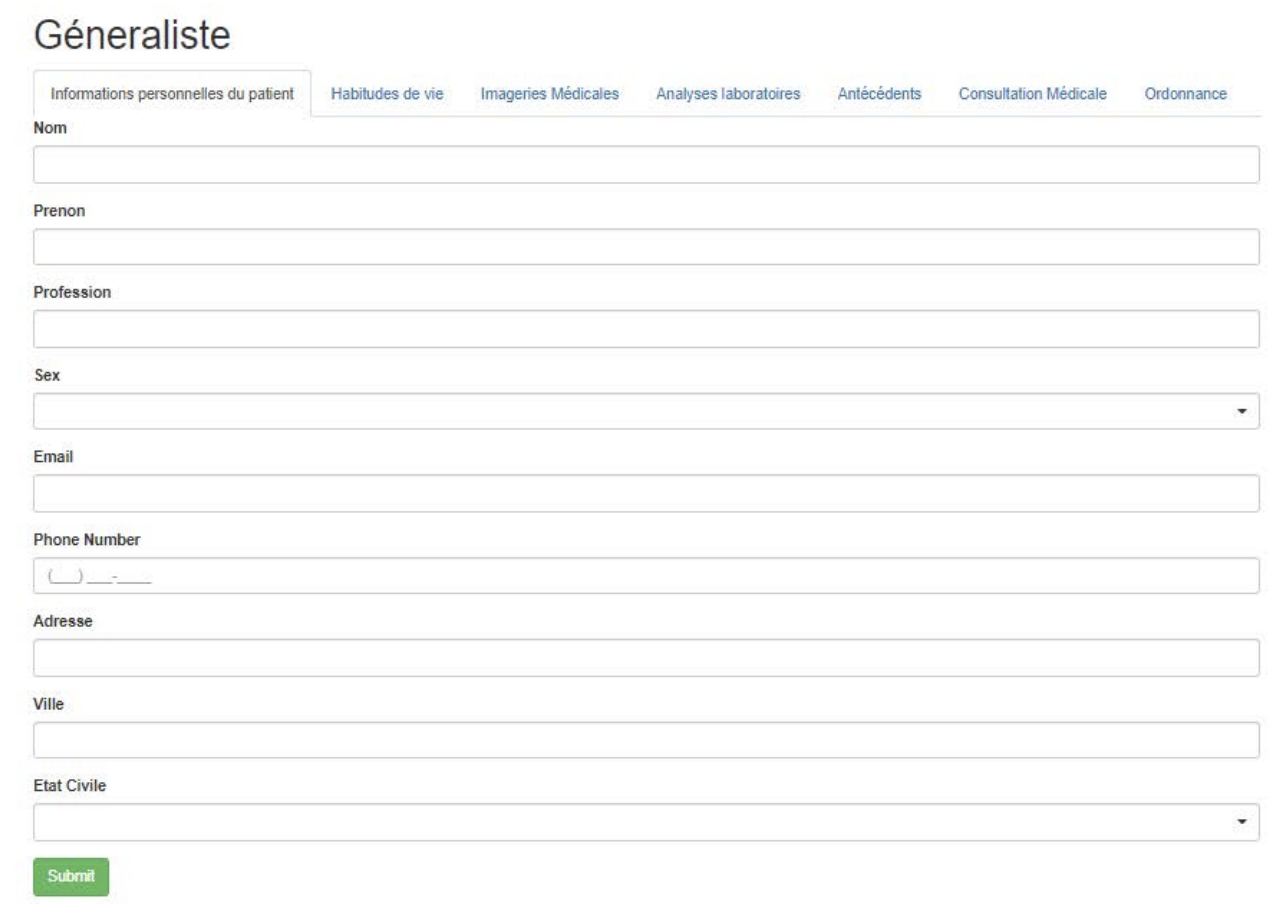 Géneraliste
Informations personnelles du patient Habitudes de vie Imageries Médicales Analyses laboratoires Antécédents Consultation Médicale Ordonnance
Nom
Prenon
Profession
Sex
Email
Phone Number
(___) ___-____
Adresse
Ville
Etat Civile
Submit